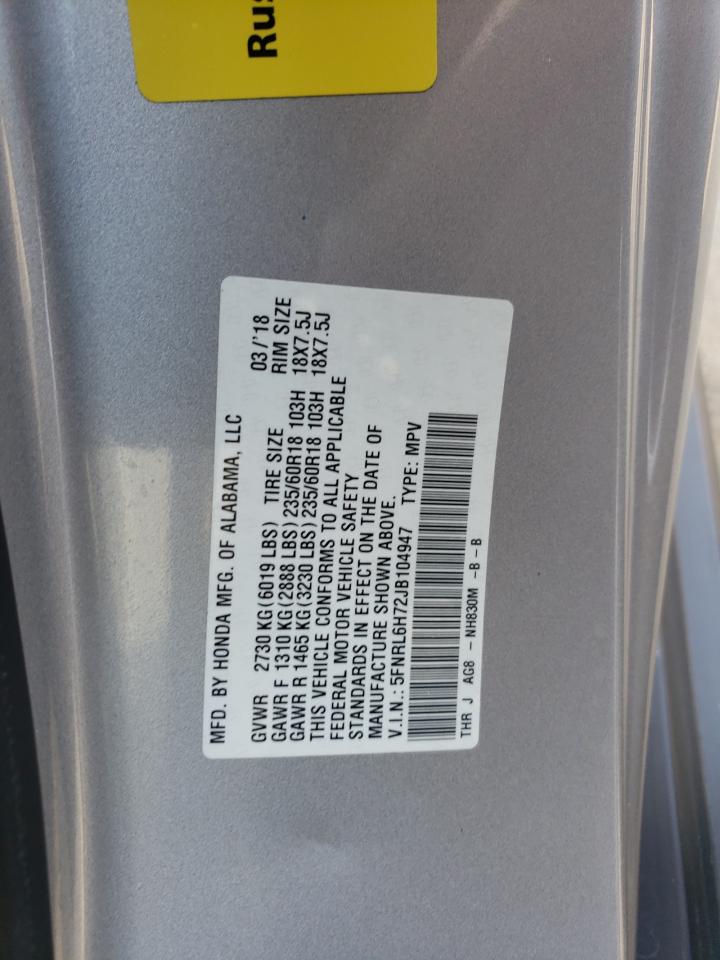 MFD. BY HONDA MFG. OF ALABAMA, LLC
03/'18
GVWR 2730 KG(6019 LBS) TIRE SIZE RIM SIZE
GAWR F 1310 KG(2888 LBS)235/60R18 103H 18X7.5J
GAWR R 1465 KG(3230 LBS)235/60R18 103H 18X7.5J
THIS VEHICLE CONFORMS TO ALL APPLICABLE
FEDERAL MOTOR VEHICLE SAFETY
STANDARDS IN EFFECT ON THE DATE OF
MANUFACTURE SHOWN ABOVE.
V.I.N.: 5FNRL6H72JB104947 TYPE: MPV
THR J AG8 - NH830M -B -B